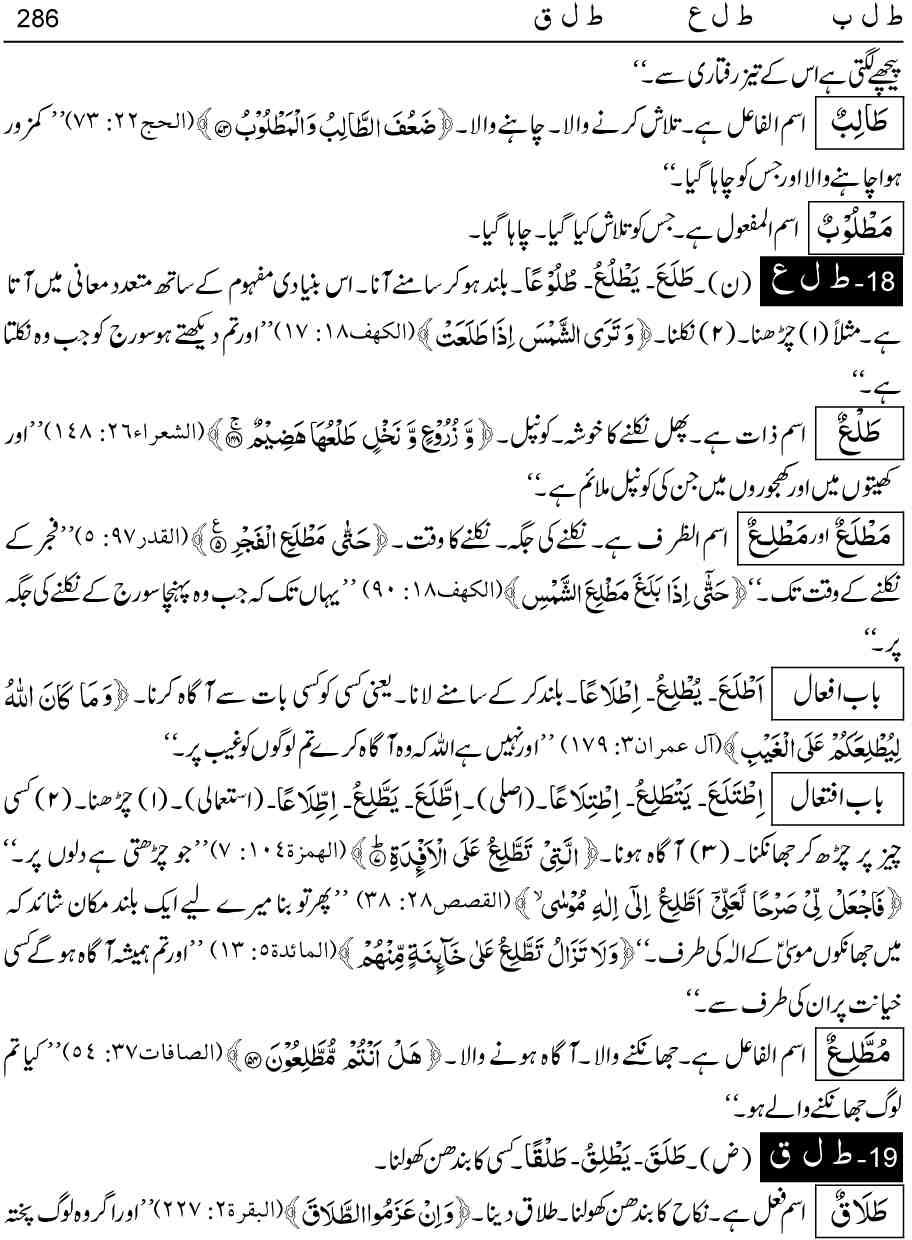 286 ط ل ب ط ل ع ط ل ق
پیچھے لگتی ہے اس کے تیز رفتاری سے۔‘‘
طَالِبٌ اسم الفاعل ہے۔ تلاش کرنے والا۔ چاہنے والا۔ ﴿ضَعُفَ الطَّالِبُ وَالْمَطْلُوْبُ ۝۷۳﴾ (الحج۲۲: ۷۳) ’’کمزور
ہوا چاہنے والا اور جس کو چاہا گیا۔‘‘
مَطْلُوْبٌ اسم المفعول ہے۔ جس کو تلاش کیا گیا۔ چاہا گیا۔
18- ط ل ع (ن)۔ طَلَعَ۔ یَطْلُعُ۔ طُلُوْعًا۔ بلند ہو کر سامنے آنا۔ اس بنیادی مفہوم کے ساتھ متعدد معانی میں آتا
ہے۔ مثلاً (۱) چڑھنا۔ (۲) نکلنا۔ ﴿وَ تَرَی الشَّمْسَ اِذَا طَلَعَتْ﴾ (الکھف۱۸: ۱۷) ’’اور تم دیکھتے ہو سورج کو جب وہ نکلتا
ہے۔‘‘
طَلْعٌ اسم ذات ہے۔ پھل نکلنے کا خوشہ۔ کونپل۔ ﴿وَّ زُرُوْعٍ وَّ نَخْلٍ طَلْعُهَا هَضِیْمٌ ۝ۚ۱۴۸﴾ (الشعراء۲۶: ۱۴۸) ’’اور
کھیتوں میں اور کھجوروں میں جن کی کونپل ملائم ہے۔‘‘
مَطْلَعٌ اور مَطْلِعٌ اسم الظرف ہے۔ نکلنے کی جگہ۔ نکلنے کا وقت۔ ﴿حَتّٰی مَطْلَعِ الْفَجْرِ ۝۵ۧ﴾ (القدر۹۷: ۵) ’’فجر کے
نکلنے کے وقت تک۔‘‘ ﴿حَتّٰۤی اِذَا بَلَغَ مَطْلِعَ الشَّمْسِ﴾ (الکھف۱۸: ۹۰) ’’یہاں تک کہ جب وہ پہنچا سورج کے نکلنے کی جگہ
پر۔‘‘
باب افعال اَطْلَعَ۔ یُطْلِعُ۔ اِطْلَاعًا۔ بلند کر کے سامنے لانا۔ یعنی کسی کو کسی بات سے آگاہ کرنا۔ ﴿وَ مَا کَانَ اللّٰهُ
لِیُطْلِعَکُمْ عَلَی الْغَیْبِ﴾ (آل عمران۳: ۱۷۹) ’’اور نہیں ہے اللہ کہ وہ آگاہ کرے تم لوگوں کو غیب پر۔‘‘
باب افتعال اِطْتَلَعَ۔ یَتْطَلِعُ۔ اِطْتِلَاعًا۔ (اصلی)۔ اِطَّلَعَ۔ یَطَّلِعُ۔ اِطِّلَاعًا۔ (استعمالی)۔ (۱) چڑھنا۔ (۲) کسی
چیز پر چڑھ کر جھانکنا۔ (۳) آگاہ ہونا۔ ﴿الَّتِیْ تَطَّلِعُ عَلَی الْاَفْـِٕدَةِ ۝ؕ۷﴾ (الهمزة۱۰۴: ۷) ’’جو چڑھتی ہے دلوں پر۔‘‘
﴿فَاجْعَلْ لِّیْ صَرْحًا لَّعَلِّیْۤ اَطَّلِعُ اِلٰۤی اِلٰهِ مُوْسٰی ۙ﴾ (القصص۲۸: ۳۸) ’’پھر تو بنا میرے لیے ایک بلند مکان شائد کہ
میں جھانکوں موسیٰؑ کے الٰہ کی طرف۔‘‘ ﴿وَلَا تَزَالُ تَطَّلِعُ عَلٰی خَآئِنَةٍ مِّنْهُمْ﴾ (المائدة۵: ۱۳) ’’اور تم ہمیشہ آگاہ ہو گے کسی
خیانت پر ان کی طرف سے۔‘‘
مُطَّلِعٌ اسم الفاعل ہے۔ جھانکنے والا۔ آگاہ ہونے والا۔ ﴿هَلْ اَنْتُمْ مُّطَّلِعُوْنَ ۝۵۴﴾ (الصافات۳۷: ۵۴) ’’کیا تم
لوگ جھانکنے والے ہو۔‘‘
19- ط ل ق (ض)۔ طَلَقَ۔ یَطْلِقُ۔ طَلْقًا۔ کسی کا بندھن کھولنا۔
طَلَاقٌ اسم فعل ہے۔ نکاح کا بندھن کھولنا۔ طلاق دینا۔ ﴿وَاِنْ عَزَمُوا الطَّلَاقَ﴾ (البقرة۲: ۲۲۷) ’’اور اگر وہ لوگ پختہ